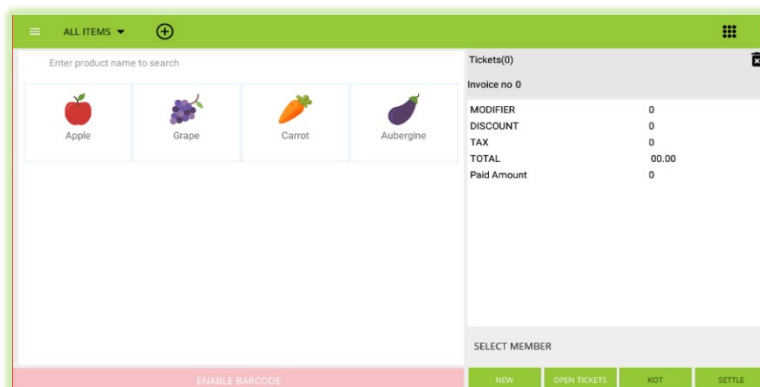 ALL ITEMS
Enter product name to search
Apple
Grape
Carrot
Aubergine
Tickets(0)
Invoice no 0
MODIFIER 0
DISCOUNT 0
TAX 0
TOTAL 00.00
Paid Amount 0
SELECT MEMBER
ENABLE BARCODE
NEW
OPEN TICKETS
KOT
SETTLE